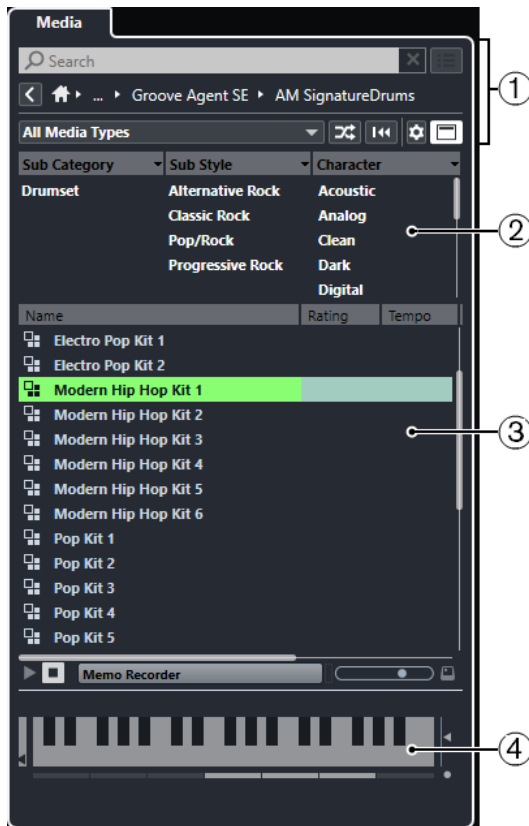 Media
Search
... Groove Agent SE AM SignatureDrums
1
All Media Types
Sub Category Sub Style Character
Drumset Alternative Rock Acoustic
Classic Rock Analog
Pop/Rock Clean
2
Progressive Rock Dark
Digital
Name Rating Tempo
Electro Pop Kit 1
Electro Pop Kit 2
Modern Hip Hop Kit 1
Modern Hip Hop Kit 2
3
Modern Hip Hop Kit 3
Modern Hip Hop Kit 4
Modern Hip Hop Kit 5
Modern Hip Hop Kit 6
Pop Kit 1
Pop Kit 2
Pop Kit 3
Pop Kit 4
Pop Kit 5
Memo Recorder
4